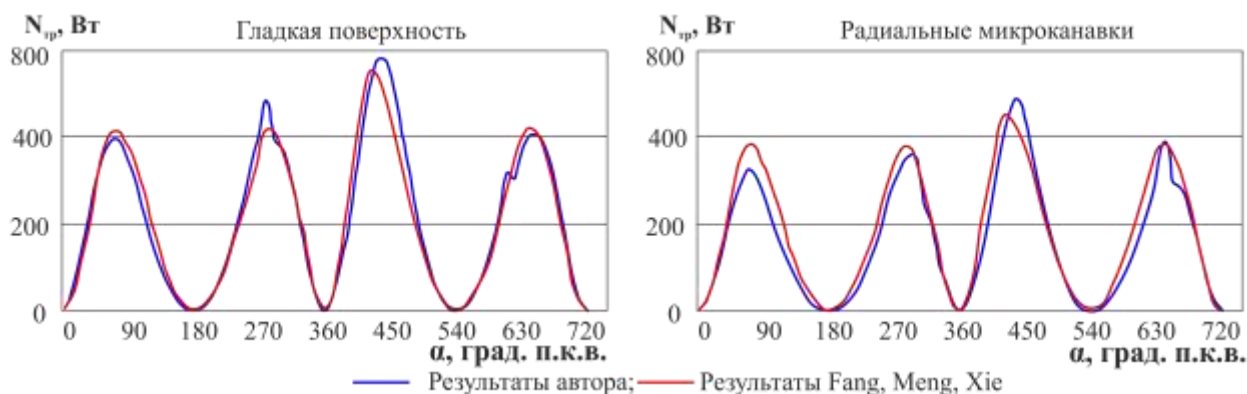 N_тр, Вт Гладкая поверхность
800
400
200
0
0 90 180 270 360 450 540 630 720
α, град. п.к.в.
N_тр, Вт Радиальные микроканавки
800
400
200
0
0 90 180 270 360 450 540 630 720
α, град. п.к.в.
Результаты автора; Результаты Fang, Meng, Xie